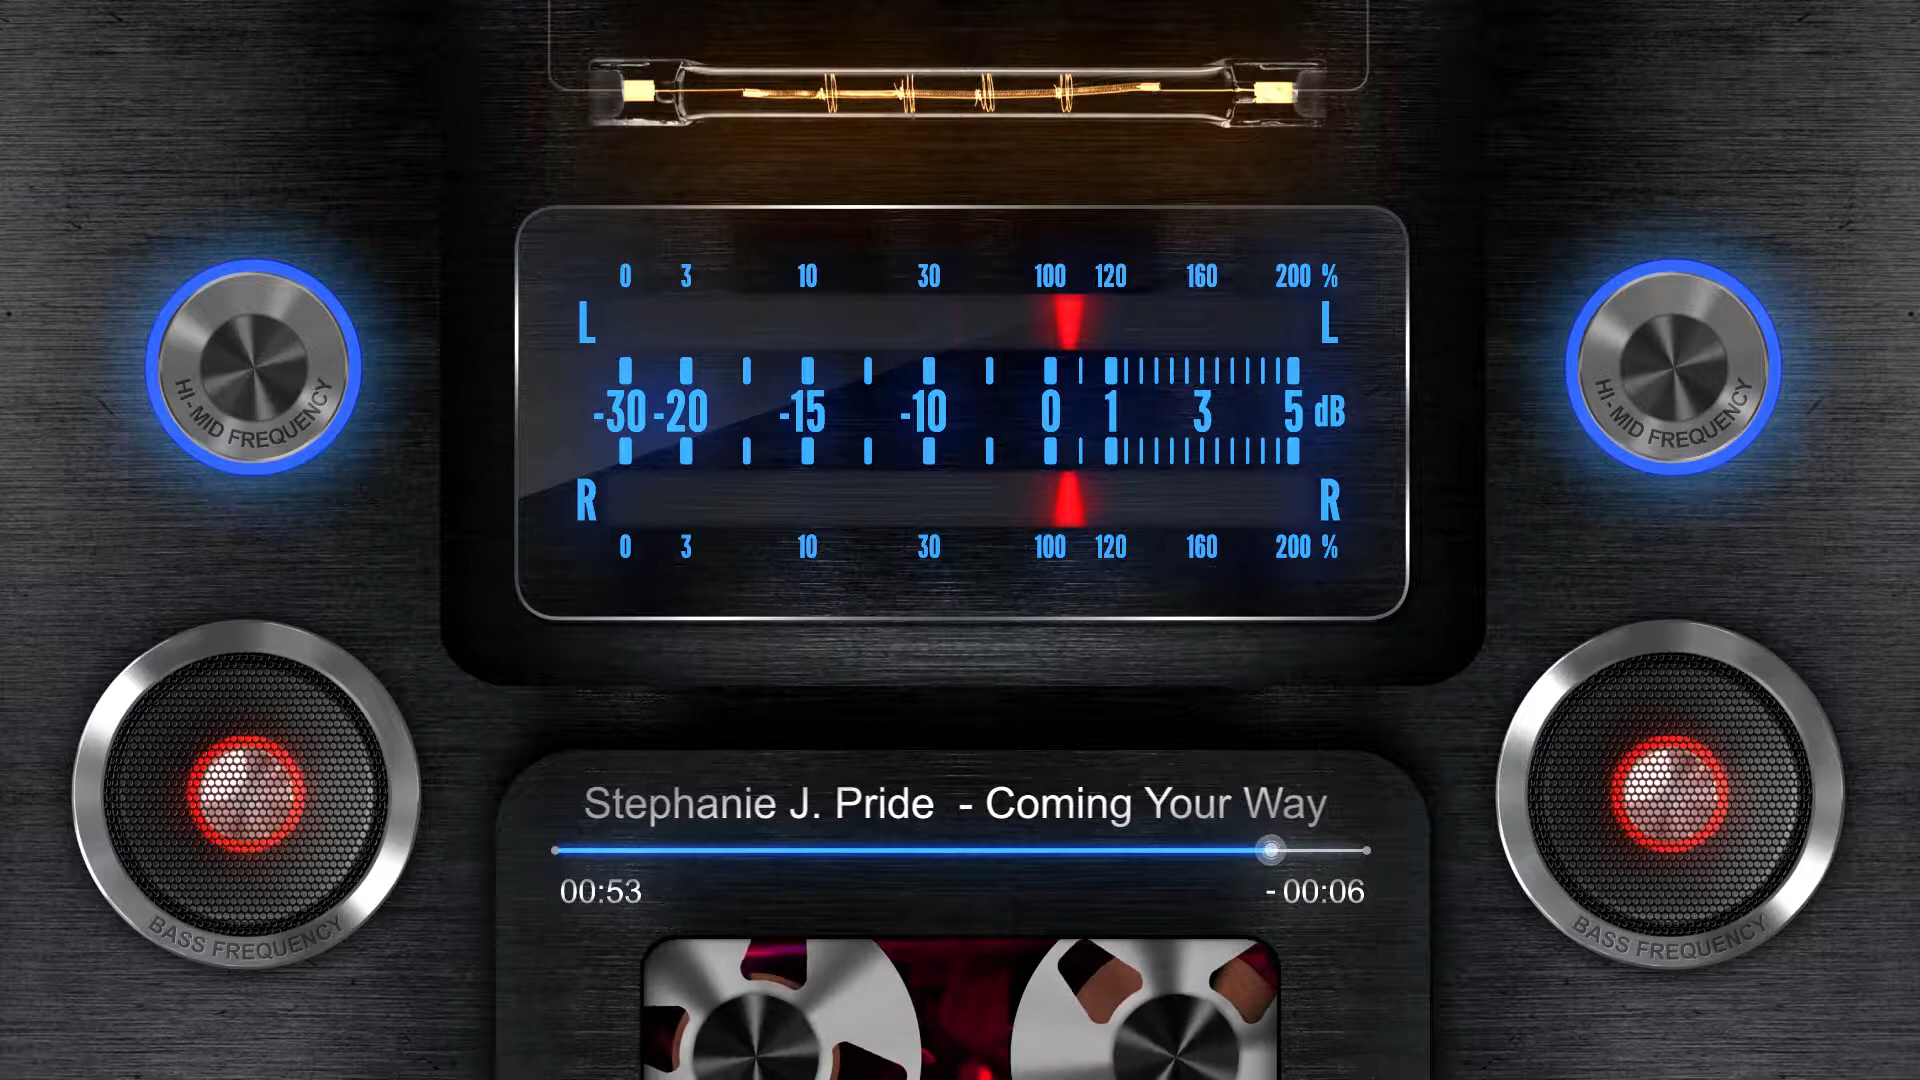 0 3 10 30 100 120 160 200 %
L L
-30 -20 -15 -10 0 1 3 5 dB
R R
0 3 10 30 100 120 160 200 %
HI-MID FREQUENCY
HI-MID FREQUENCY
Stephanie J. Pride - Coming Your Way
00:53 - 00:06
BASS FREQUENCY
BASS FREQUENCY